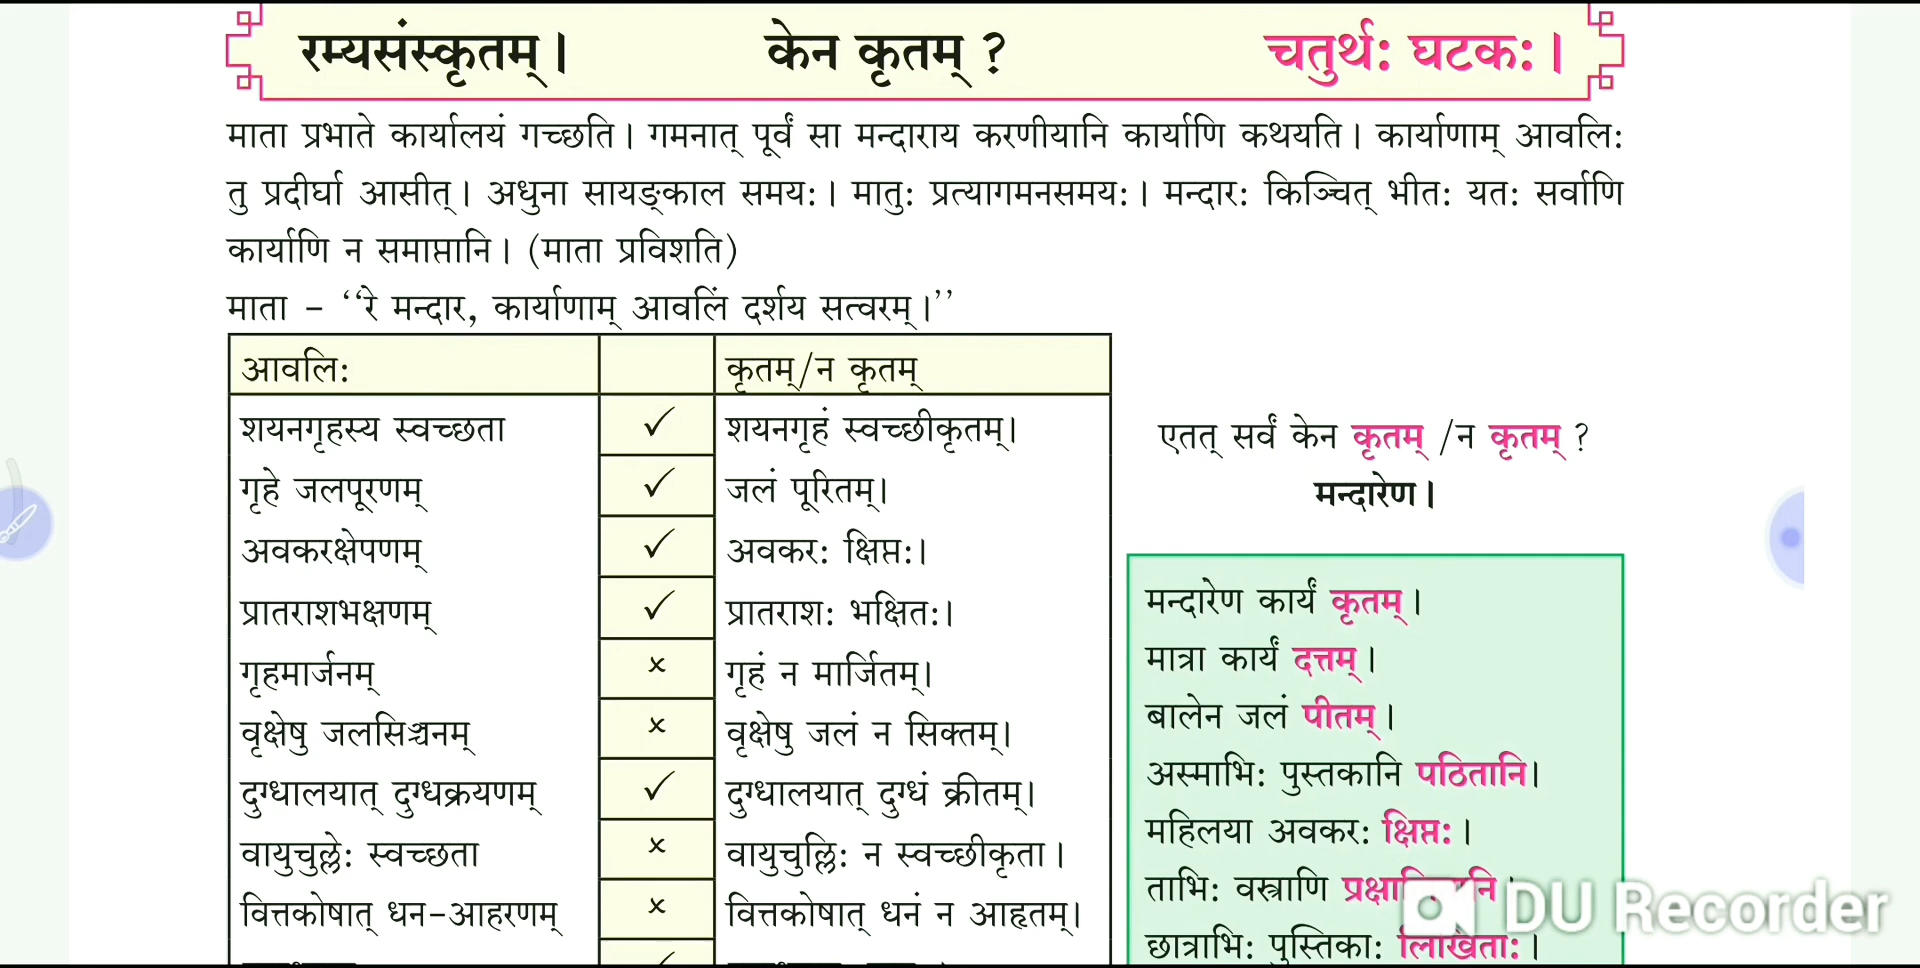 रम्यसंस्कृतम्। केन कृतम् ? चतुर्थः घटकः।
माता प्रभाते कार्यालयं गच्छति। गमनात् पूर्वं सा मन्दाराय करणीयानि कार्याणि कथयति। कार्याणाम् आवलिः
तु प्रदीर्घा आसीत्। अधुना सायङ्काल समयः। मातुः प्रत्यागमनसमयः। मन्दारः किञ्चित् भीतः यतः सर्वाणि
कार्याणि न समाप्तानि। (माता प्रविशति)
माता - ‘‘रे मन्दार, कार्याणाम् आवलिं दर्शय सत्वरम्।’’
आवलिः कृतम्/न कृतम्
शयनगृहस्य स्वच्छता ✓ शयनगृहं स्वच्छीकृतम्।
गृहे जलपूरणम् ✓ जलं पूरितम्।
अवकरक्षेपणम् ✓ अवकरः क्षिप्तः।
प्रातराशभक्षणम् ✓ प्रातराशः भक्षितः।
गृहमार्जनम् × गृहं न मार्जितम्।
वृक्षेषु जलसिञ्चनम् × वृक्षेषु जलं न सिक्तम्।
दुग्धालयात् दुग्धक्रयणम् ✓ दुग्धालयात् दुग्धं क्रीतम्।
वायुचुल्लेः स्वच्छता × वायुचुल्लिः न स्वच्छीकृता।
वित्तकोषात् धन-आहरणम् × वित्तकोषात् धनं न आहृतम्।
एतत् सर्वं केन कृतम् /न कृतम् ?
मन्दारेण।
मन्दारेण कार्यं कृतम्।
मात्रा कार्यं दत्तम्।
बालेन जलं पीतम्।
अस्माभिः पुस्तकानि पठितानि।
महिलया अवकरः क्षिप्तः।
ताभिः वस्त्राणि
छात्राभिः पुस्तिकाः लिखिताः।
DU Recorder